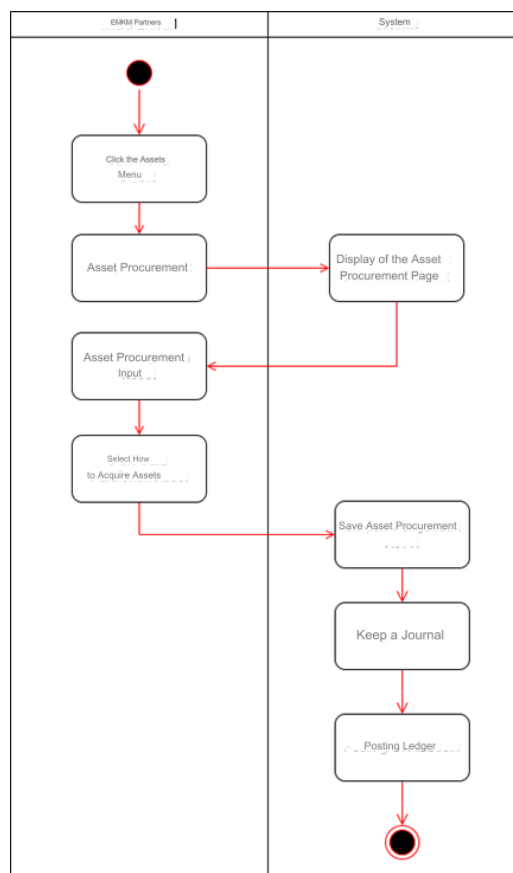 EMKM Partners
System
Click the Assets
Menu
Asset Procurement
Display of the Asset
Procurement Page
Asset Procurement
Input
Select How
to Acquire Assets
Save Asset Procurement
Keep a Journal
Posting Ledger